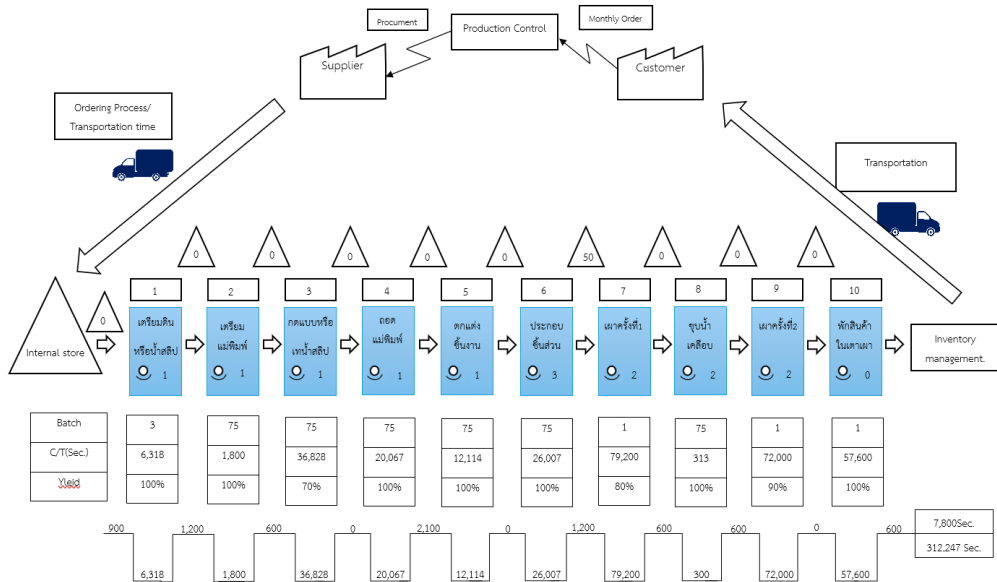 Procument
Production Control
Monthly Order
Supplier
Customer
Ordering Process/
Transportation time
Transportation
0
0
0
0
0
50
0
0
0
Internal store
0
1
2
3
4
5
6
7
8
9
10
เตรียมดิน
หรือน้ำสลิป
1
เตรียม
แม่พิมพ์
1
กดแบบหรือ
เทน้ำสลิป
1
ถอด
แม่พิมพ์
1
ตกแต่ง
ชิ้นงาน
1
ประกอบ
ชิ้นส่วน
3
เผาครั้งที่1
2
ชุบน้ำ
เคลือบ
2
เผาครั้งที่2
2
พักสินค้า
ในเตาเผา
0
Inventory
management.
Batch 3 75 75 75 75 75 1 75 1 1
C/T(Sec.) 6,318 1,800 36,828 20,067 12,114 26,007 79,200 313 72,000 57,600
Yleid 100% 100% 70% 100% 100% 100% 80% 100% 90% 100%
900 1,200 600 0 2,100 0 1,200 600 600 0 600 7,800Sec.
312.247 Sec.
6,318 1,800 36,828 20,067 12,114 26,007 79,200 300 72,000 57,600